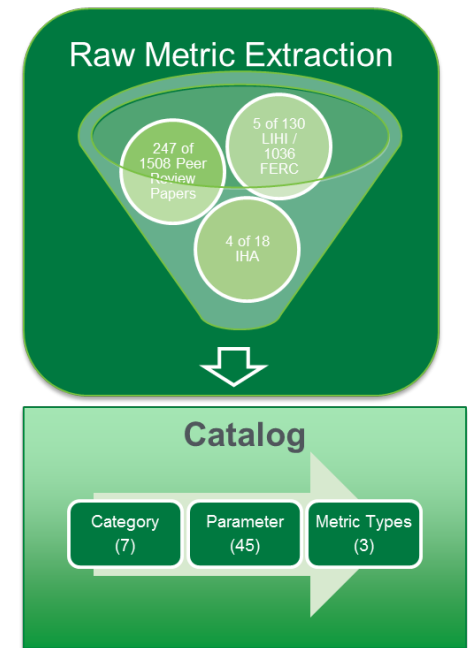 Raw Metric Extraction
247 of
1508 Peer
Review
Papers
5 of 130
LIHI /
1036
FERC
4 of 18
IHA
Catalog
Category
(7)
Parameter
(45)
Metric Types
(3)